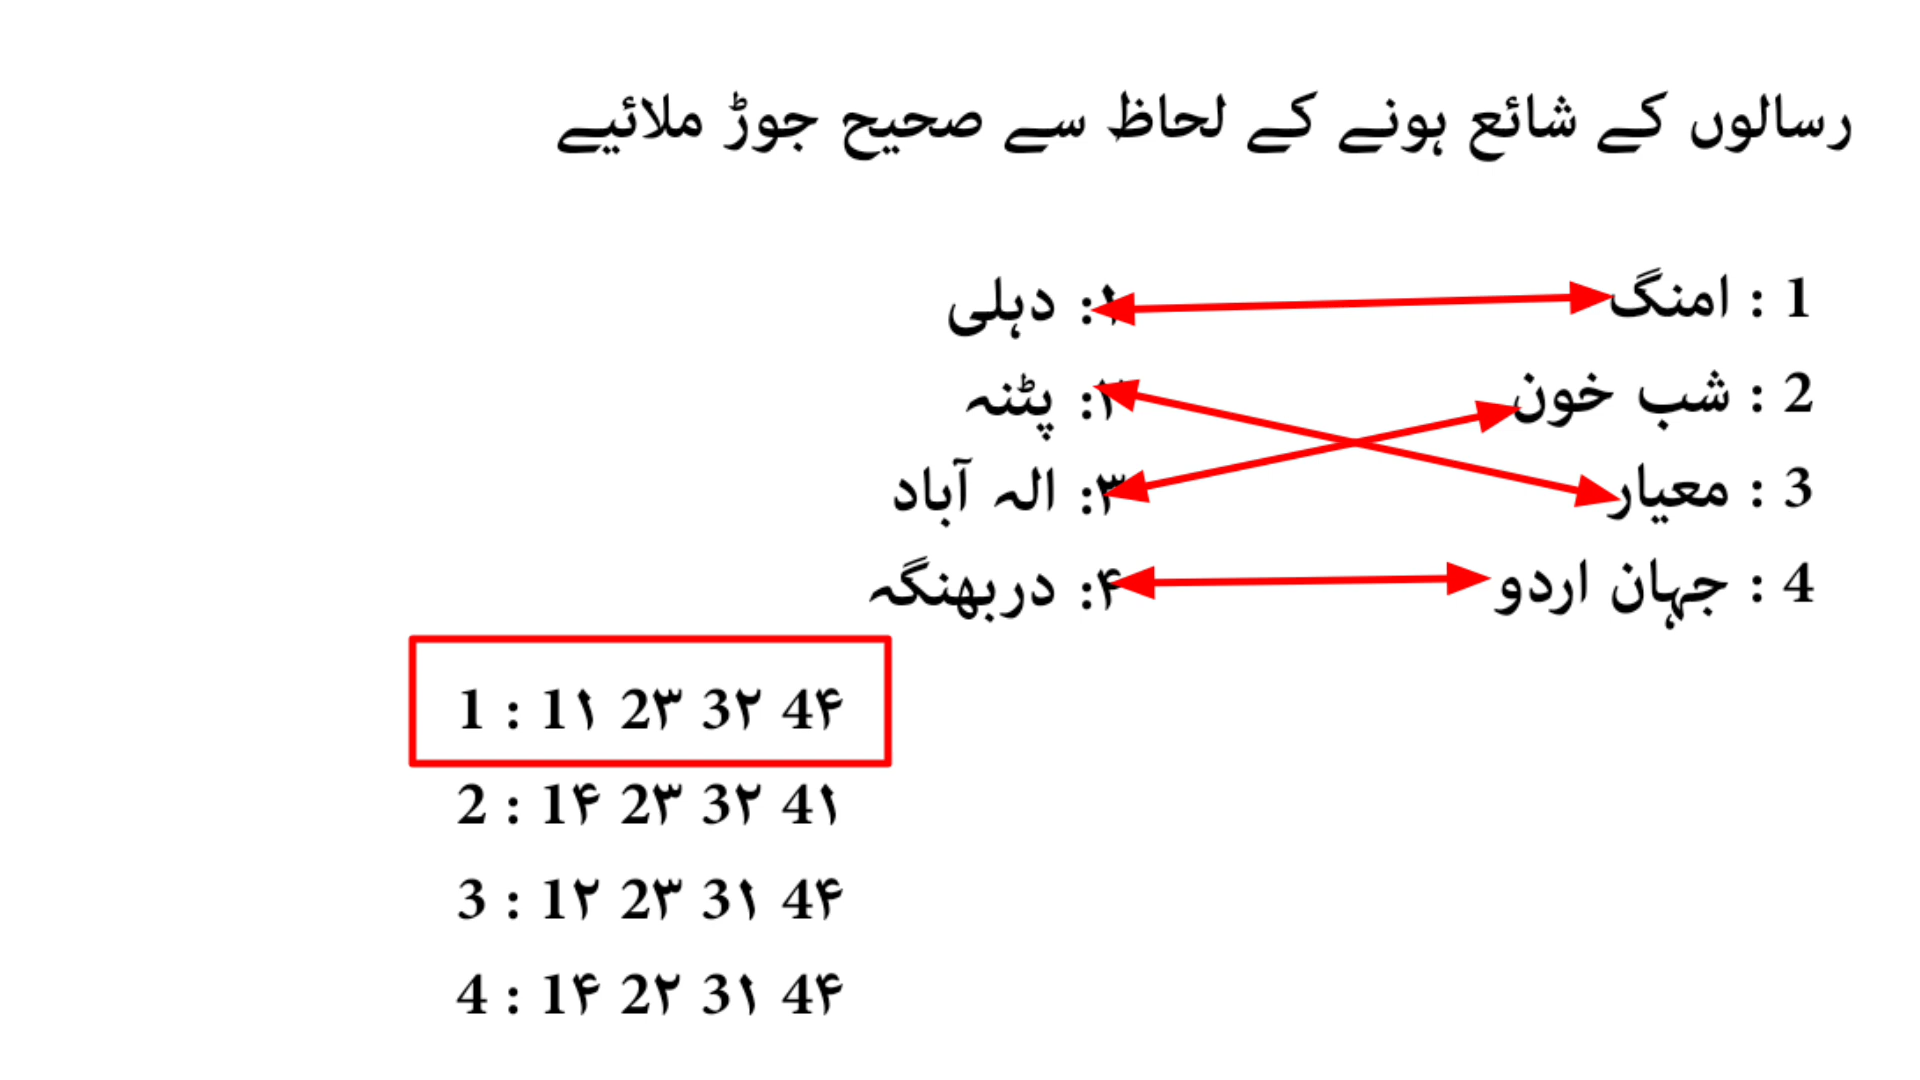 رسالوں کے شائع ہونے کے لحاظ سے صحیح جوڑ ملائیے
1 : امنگ ۱: دہلی
2 : شب خون ۲: پٹنہ
3 : معیار ۳: الہ آباد
4 : جہان اردو ۴: دربھنگہ
1 : 1۱ 2۳ 3۲ 4۴
2 : 1۴ 2۳ 3۲ 4۱
3 : 1۲ 2۳ 3۱ 4۴
4 : 1۴ 2۲ 3۱ 4۴